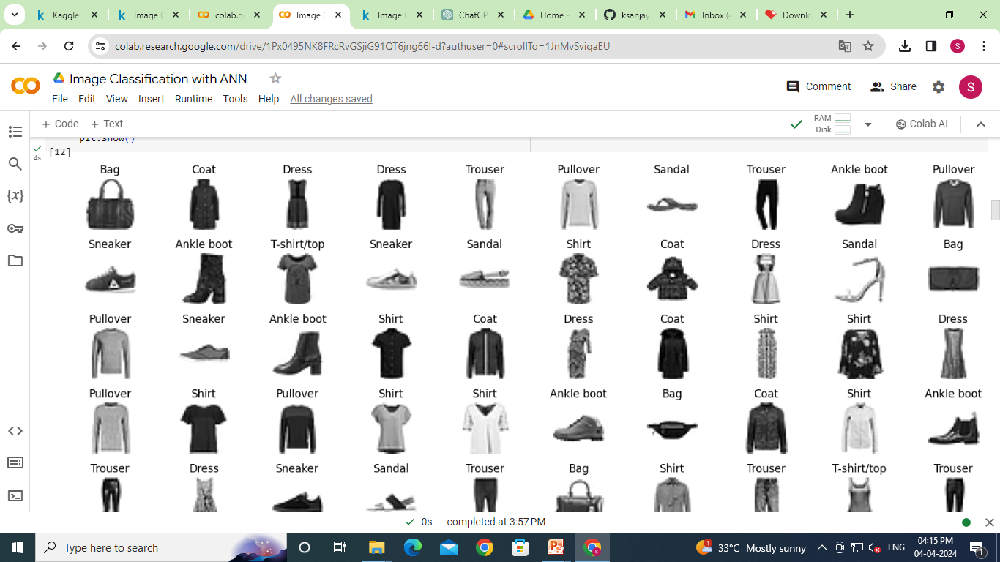 Kaggle
Image C
colab.g
Image C
Image C
ChatGP
Home -
ksanjay
Inbox (
Downl
colab.research.google.com/drive/1Px0495NK8FRcRvGSjiG91QT6jng66I-d?authuser=0#scrollTo=1JnMvSviqaEU
S
CO
Image Classification with ANN
File Edit View Insert Runtime Tools Help All changes saved
Comment Share S
+ Code + Text
RAM
Disk
Colab AI
plt.show()
4s
[12]
Bag Coat Dress Dress Trouser Pullover Sandal Trouser Ankle boot Pullover
Sneaker Ankle boot T-shirt/top Sneaker Sandal Shirt Coat Dress Sandal Bag
Pullover Sneaker Ankle boot Shirt Coat Dress Coat Shirt Shirt Dress
Pullover Shirt Pullover Shirt Shirt Ankle boot Bag Coat Shirt Ankle boot
Trouser Dress Sneaker Sandal Trouser Bag Shirt Trouser T-shirt/top Trouser
0s completed at 3:57 PM
Type here to search
33°C Mostly sunny
ENG
04:15 PM
04-04-2024
1